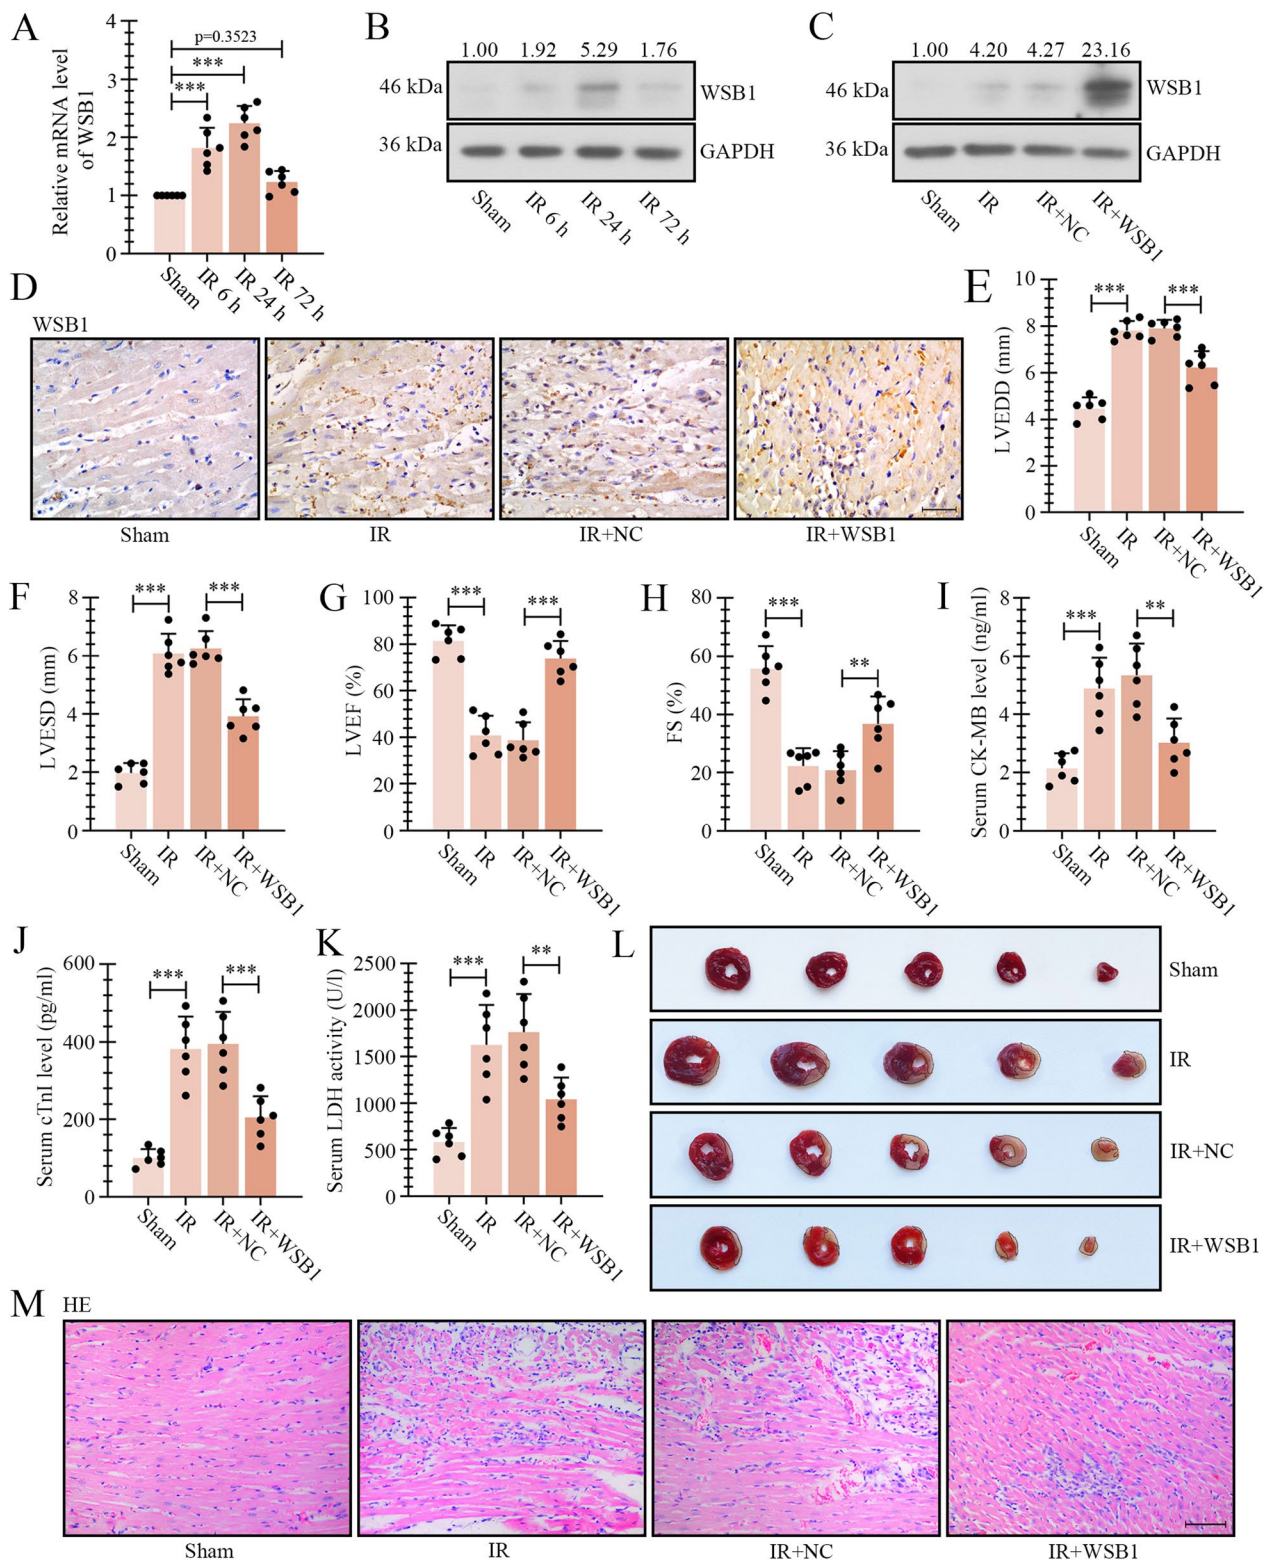 A
Relative mRNA level
of WSB1
4
3
2
1
0
p=0.3523
***
***
Sham
IR 6 h
IR 24 h
IR 72 h
B
1.00 1.92 5.29 1.76
46 kDa
WSB1
36 kDa
GAPDH
Sham
IR 6 h
IR 24 h
IR 72 h
C
1.00 4.20 4.27 23.16
46 kDa
WSB1
36 kDa
GAPDH
Sham
IR
IR+NC
IR+WSB1
D
WSB1
Sham
IR
IR+NC
IR+WSB1
E
LVEDD (mm)
10
8
6
4
2
0
***
***
Sham
IR
IR+NC
IR+WSB1
F
LVESD (mm)
8
6
4
2
0
***
***
Sham
IR
IR+NC
IR+WSB1
G
LVEF (%)
100
80
60
40
20
0
***
***
Sham
IR
IR+NC
IR+WSB1
H
FS (%)
80
60
40
20
0
***
**
Sham
IR
IR+NC
IR+WSB1
I
Serum CK-MB level (ng/ml)
8
6
4
2
0
***
**
Sham
IR
IR+NC
IR+WSB1
J
Serum cTnI level (pg/ml)
600
400
200
0
***
***
Sham
IR
IR+NC
IR+WSB1
K
Serum LDH activity (U/l)
2500
2000
1500
1000
500
0
***
**
Sham
IR
IR+NC
IR+WSB1
L
Sham
IR
IR+NC
IR+WSB1
M
HE
Sham
IR
IR+NC
IR+WSB1